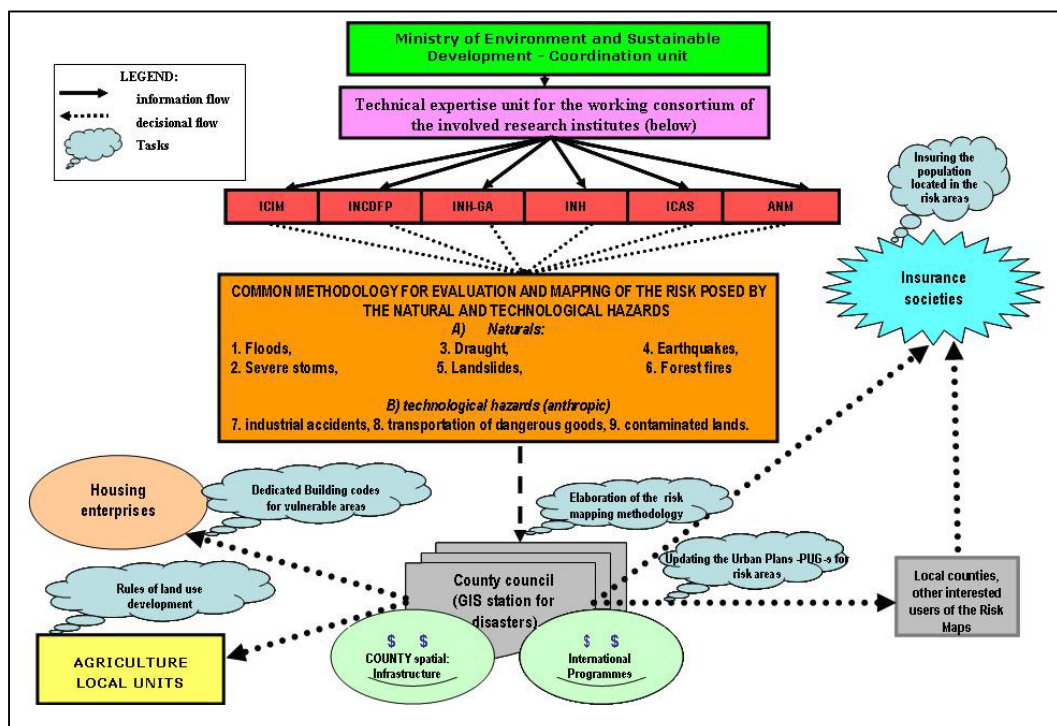 Ministry of Environment and Sustainable
Development - Coordination unit
LEGEND:
information flow
decisional flow
Tasks
Technical expertise unit for the working consortium of
the involved research institutes (below)
Insuring the
population
located in the
risk areas
ICIM
INCDFP
INH-GA
INH
ICAS
ANM
Insurance
societies
COMMON METHODOLOGY FOR EVALUATION AND MAPPING OF THE RISK POSED BY
THE NATURAL AND TECHNOLOGICAL HAZARDS
A) Naturals:
1. Floods, 3. Draught, 4. Earthquakes,
2. Severe storms, 5. Landslides, 6. Forest fires
B) technological hazards (anthropic)
7. industrial accidents, 8. transportation of dangerous goods, 9. contaminated lands.
Housing
enterprises
Dedicated Building codes
for vulnerable areas
Elaboration of the risk
mapping methodology
Updating the Urban Plans -PUG-s for
risk areas
Rules of land use
development
County council
(GIS station for
disasters)
Local counties,
other interested
users of the Risk
Maps
AGRICULTURE
LOCAL UNITS
$ $
COUNTY spatial:
Infrastructure
$ $
International
Programmes